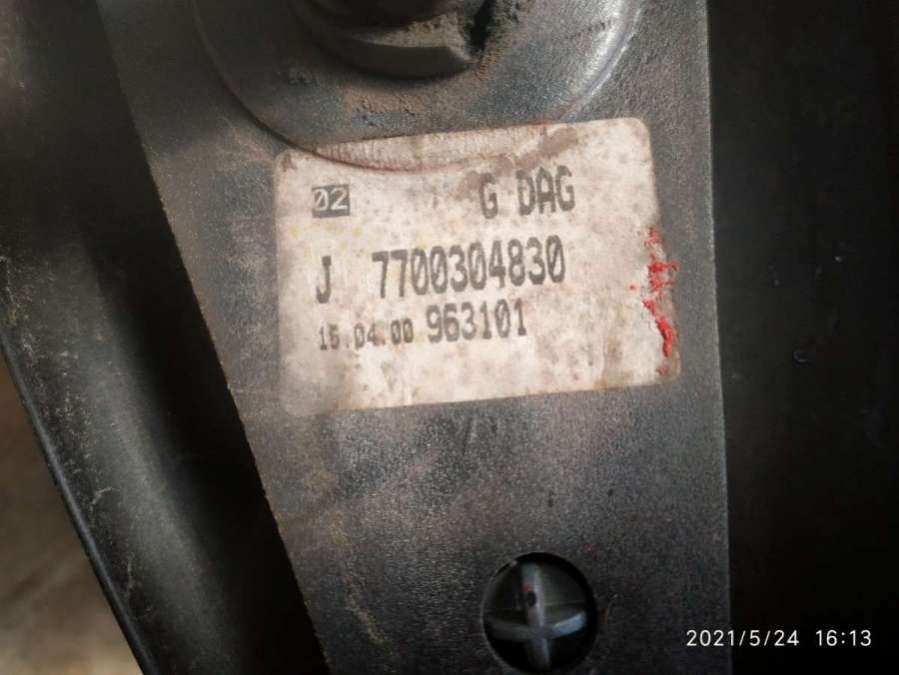 02 G DAG
J 7700304830
15.04.00 963101
2021/5/24 16:13